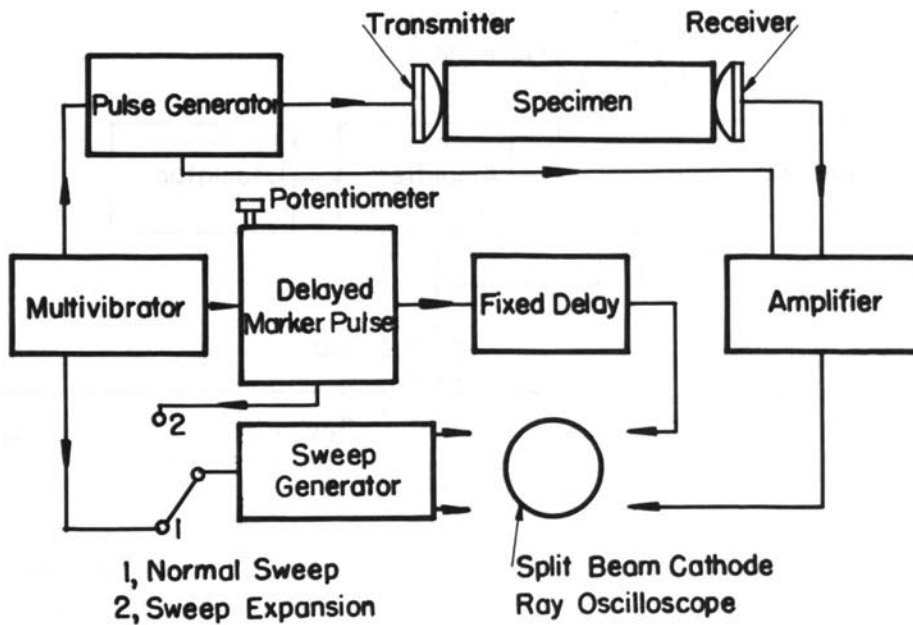 Transmitter
Receiver
Pulse Generator
Specimen
Potentiometer
Multivibrator
Delayed
Marker Pulse
Fixed Delay
Amplifier
2
Sweep
Generator
1
1, Normal Sweep
2, Sweep Expansion
Split Beam Cathode
Ray Oscilloscope